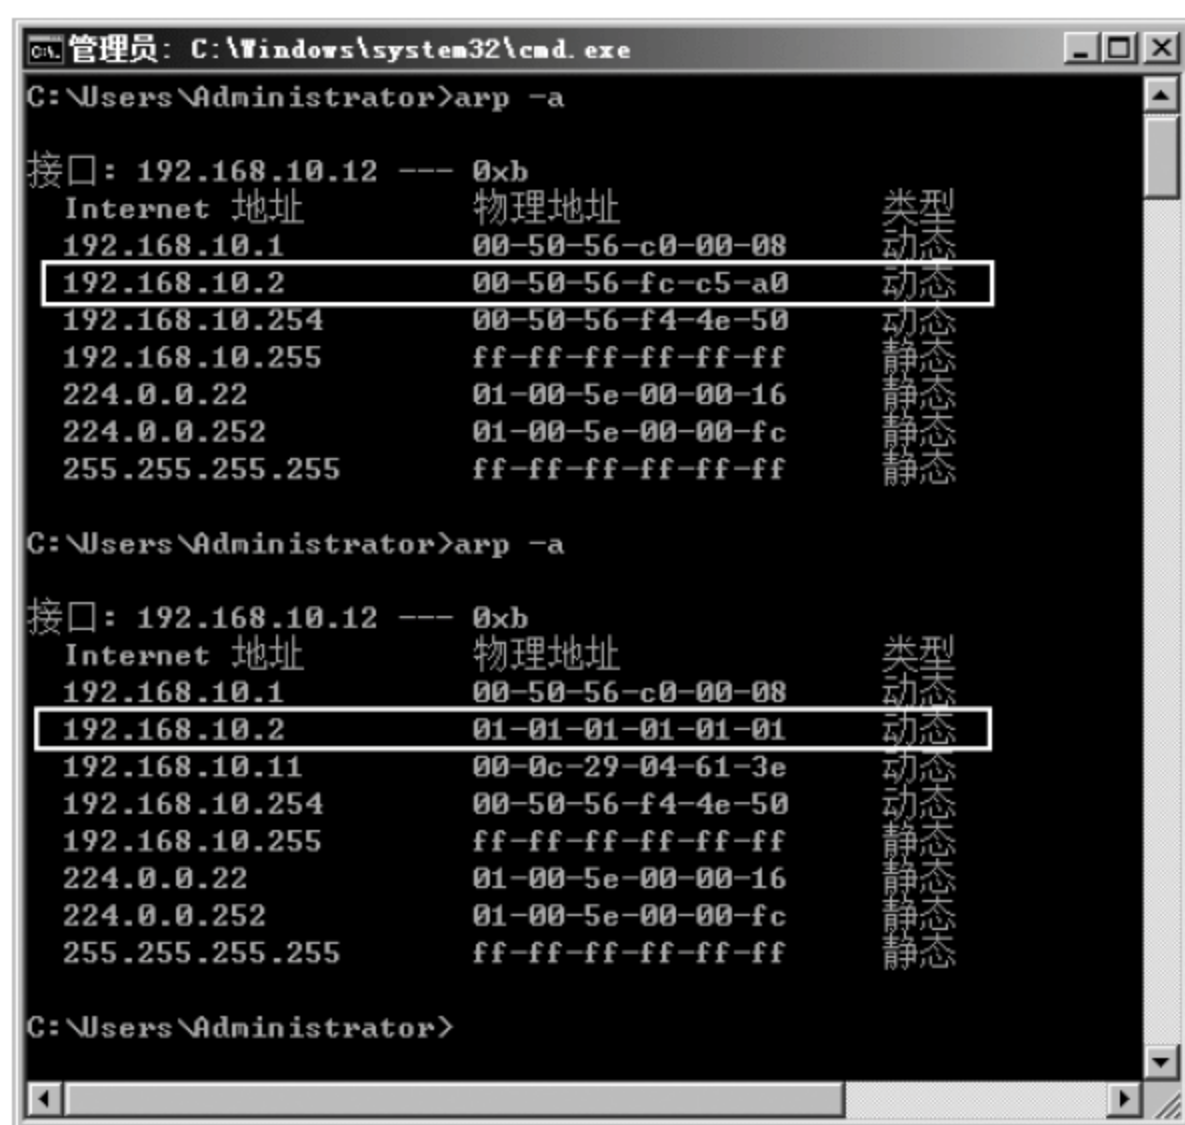 管理员: C:\Windows\system32\cmd.exe
C:\Users\Administrator>arp -a
接口: 192.168.10.12 --- 0xb
Internet 地址 物理地址 类型
192.168.10.1 00-50-56-c0-00-08 动态
192.168.10.2 00-50-56-fc-c5-a0 动态
192.168.10.254 00-50-56-f4-4e-50 动态
192.168.10.255 ff-ff-ff-ff-ff-ff 静态
224.0.0.22 01-00-5e-00-00-16 静态
224.0.0.252 01-00-5e-00-00-fc 静态
255.255.255.255 ff-ff-ff-ff-ff-ff 静态
C:\Users\Administrator>arp -a
接口: 192.168.10.12 --- 0xb
Internet 地址 物理地址 类型
192.168.10.1 00-50-56-c0-00-08 动态
192.168.10.2 01-01-01-01-01-01 动态
192.168.10.11 00-0c-29-04-61-3e 动态
192.168.10.254 00-50-56-f4-4e-50 动态
192.168.10.255 ff-ff-ff-ff-ff-ff 静态
224.0.0.22 01-00-5e-00-00-16 静态
224.0.0.252 01-00-5e-00-00-fc 静态
255.255.255.255 ff-ff-ff-ff-ff-ff 静态
C:\Users\Administrator>